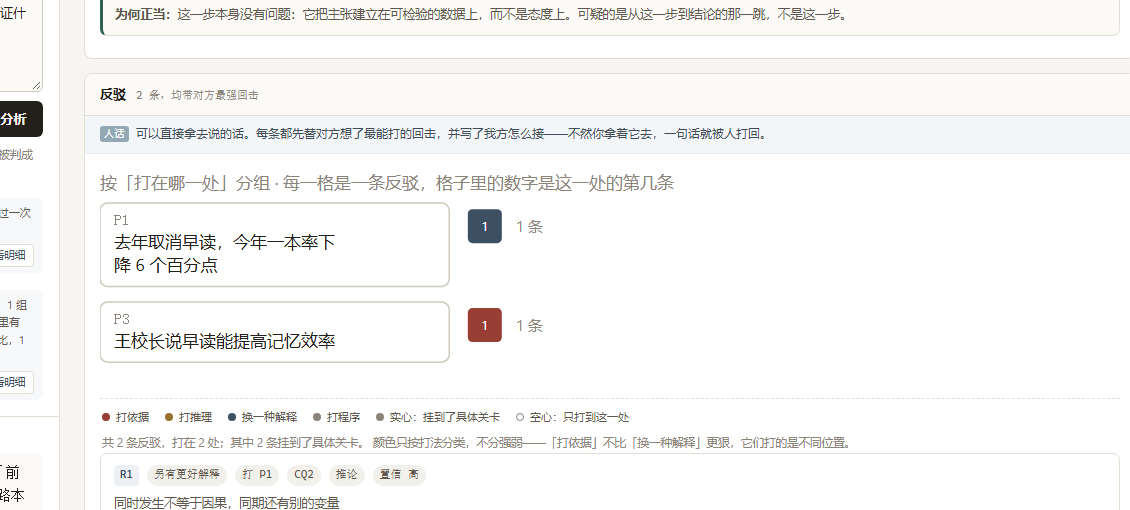 证什
为何正当：这一步本身没有问题：它把主张建立在可检验的数据上，而不是态度上。可疑的是从这一步到结论的那一跳，不是这一步。
分析
被判成
过一次
明细
1 组
里有
比，1
明细
前
路本
反驳 2 条，均带对方最强回击
人话 可以直接拿去说的话。每条都先替对方想了最能打的回击，并写了我方怎么接——不然你拿着它去，一句话就被人打回。
按「打在哪一处」分组 · 每一格是一条反驳，格子里的数字是这一处的第几条
P1
去年取消早读，今年一本率下
降 6 个百分点
1 1 条
P3
王校长说早读能提高记忆效率
1 1 条
打依据 打推理 换一种解释 打程序 实心：挂到了具体关卡 空心：只打到这一处
共 2 条反驳，打在 2 处；其中 2 条挂到了具体关卡。 颜色只按打法分类，不分强弱——「打依据」不比「换一种解释」更狠，它们打的是不同位置。
R1 另有更好解释 打 P1 CQ2 推论 置信 高
同时发生不等于因果，同期还有别的变量